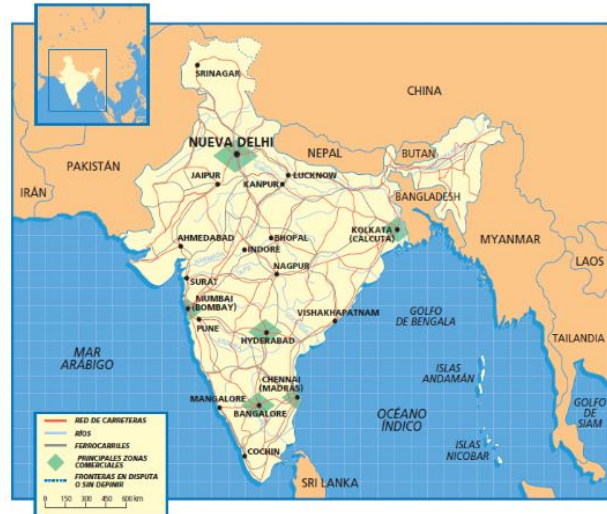 SRINAGAR
CHINA
NUEVA DELHI
PAKISTÁN
NEPAL
BUTAN
LUCKNOW
JAIPUR
KANPUR
IRÁN
BANGLADESH
AHMEDABAD
BHOPAL
KOLKATA
(CALCUTA)
INDORE
MYANMAR
LAOS
NAGPUR
SURAT
MUMBAI
(BOMBAY)
VISHAKHAPATNAM
GOLFO
DE BENGALA
PUNE
HYDERABAD
TAILANDIA
MAR
ARÁBIGO
ISLAS
ANDAMÁN
CHENNAI
(MADRÁS)
MANGALORE
BANGALORE
OCÉANO
ÍNDICO
GOLFO
DE
SIAM
ISLAS
NICOBAR
COCHIN
SRI LANKA
RED DE CARRETERAS
RÍOS
FERROCARRILES
PRINCIPALES ZONAS
COMERCIALES
FRONTERAS EN DISPUTA
O SIN DEPINIR
0 150 300 450 600 km